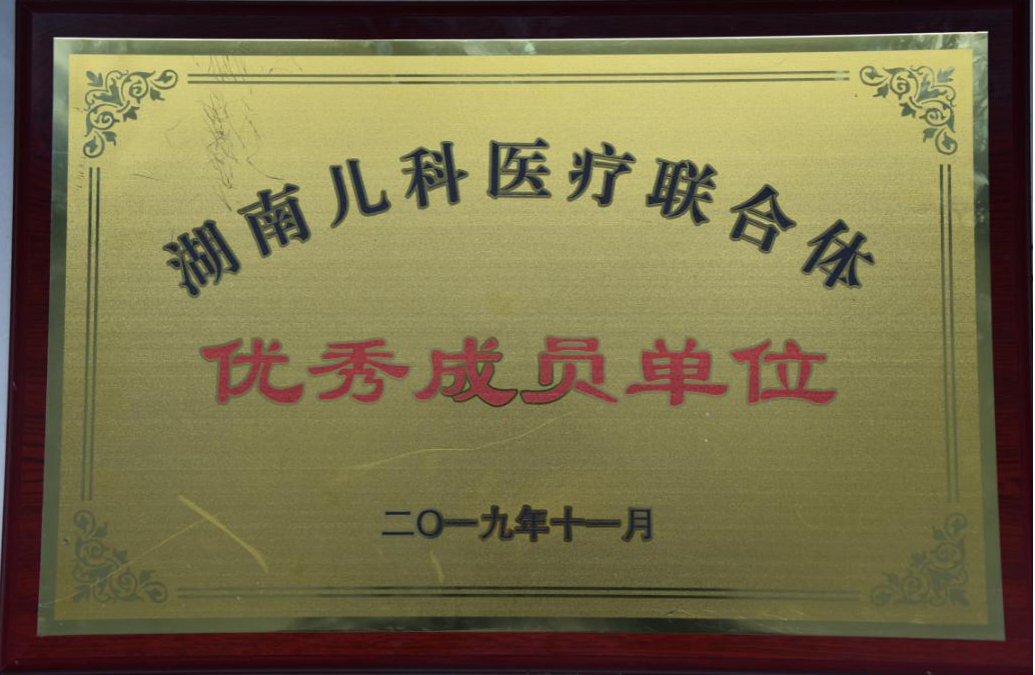 湖南儿科医疗联合体
优秀成员单位
二〇一九年十一月